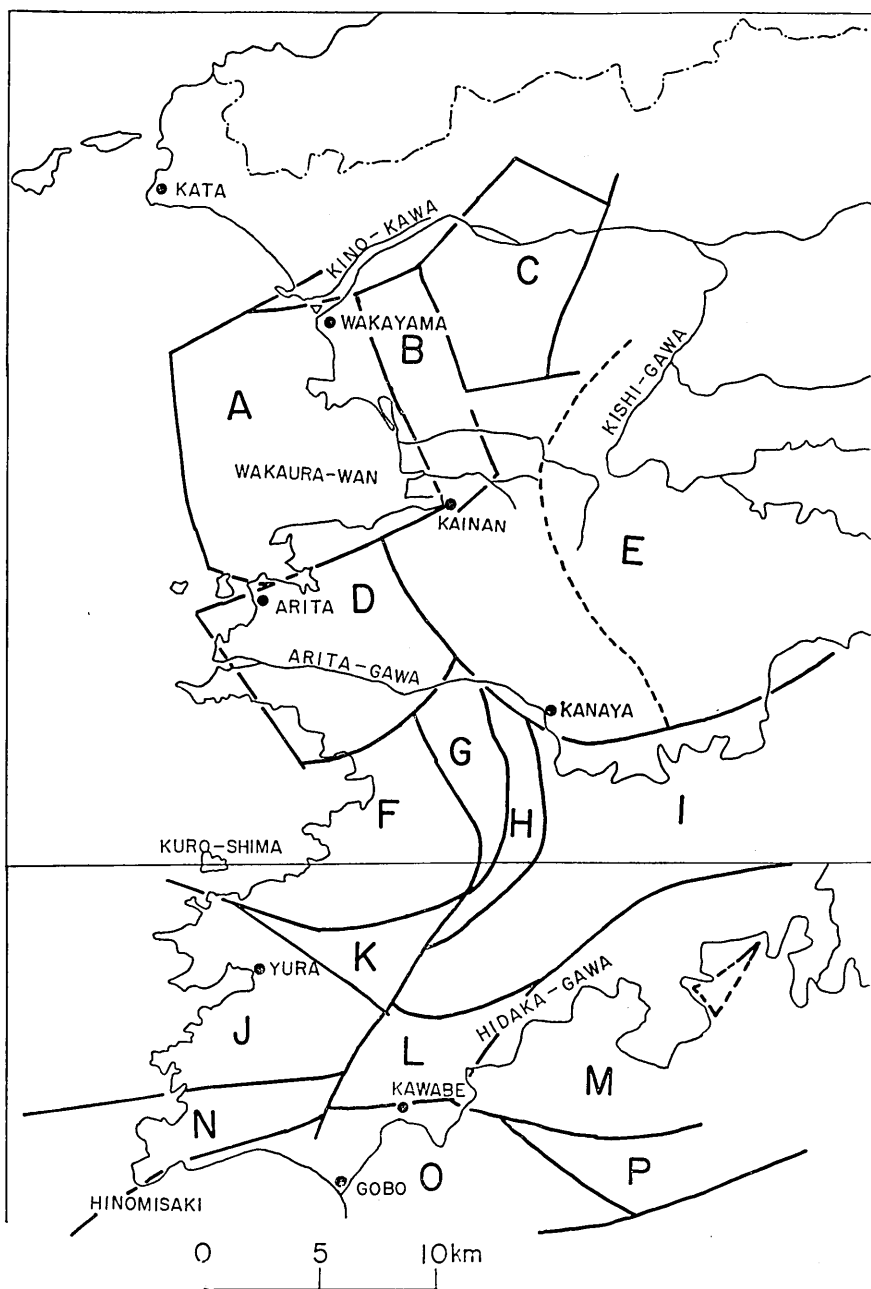 KATA
KINO-KAWA
C
WAKAYAMA
B
KISHI-GAWA
A
WAKAURA-WAN
KAINAN
E
D
ARITA
ARITA-GAWA
KANAYA
G
F
H
I
KURO-SHIMA
K
YURA
HIDAKA-GAWA
J
L
M
KAWABE
N
P
O
GOBO
HINOMISAKI
0 5 10km